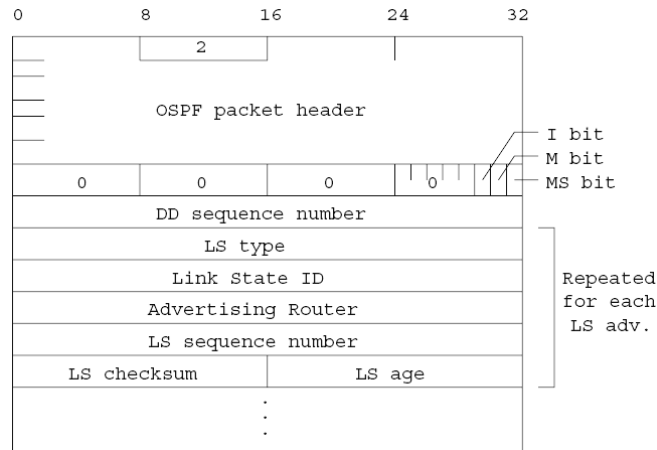 0 8 16 24 32
2
OSPF packet header
I bit
M bit
0 0 0 0 MS bit
DD sequence number
LS type
Link State ID
Repeated
for each
LS adv.
Advertising Router
LS sequence number
LS checksum LS age
.
.
.